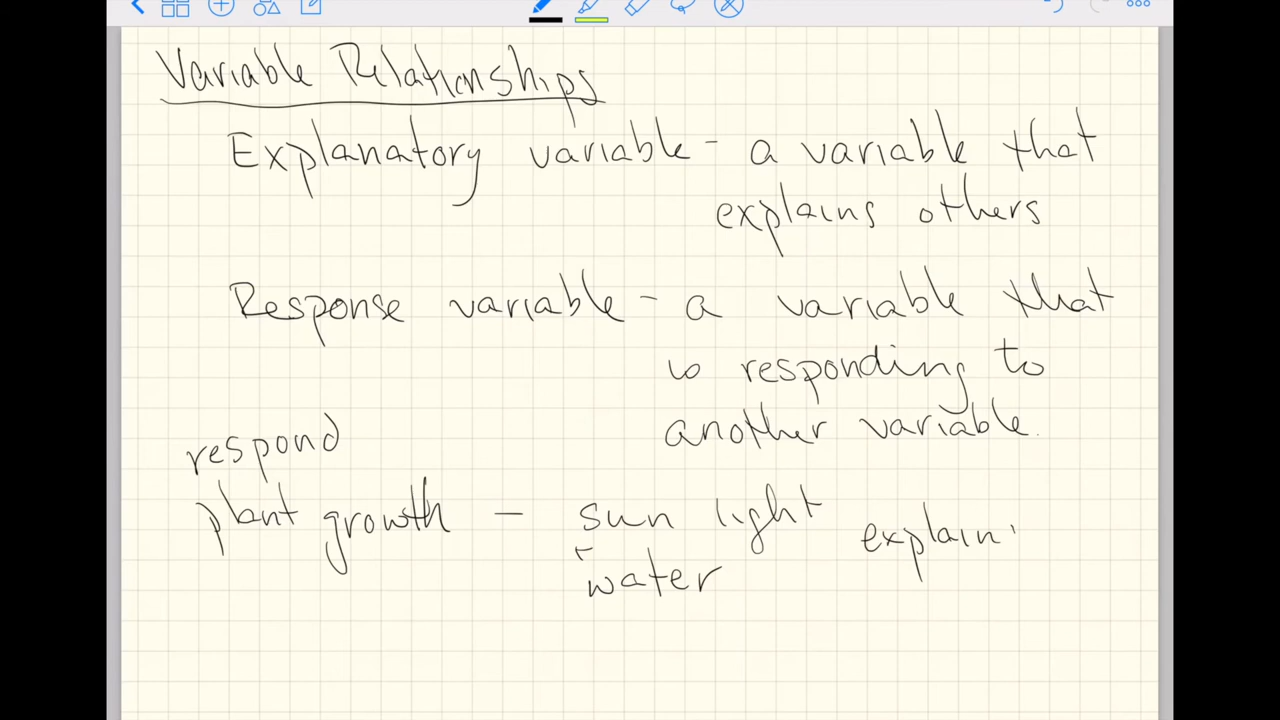 Variable Relationships
Explanatory variable - a variable that
explains others
Response variable - a variable that
is responding to
another variable.
respond
plant growth - sun light explain
water